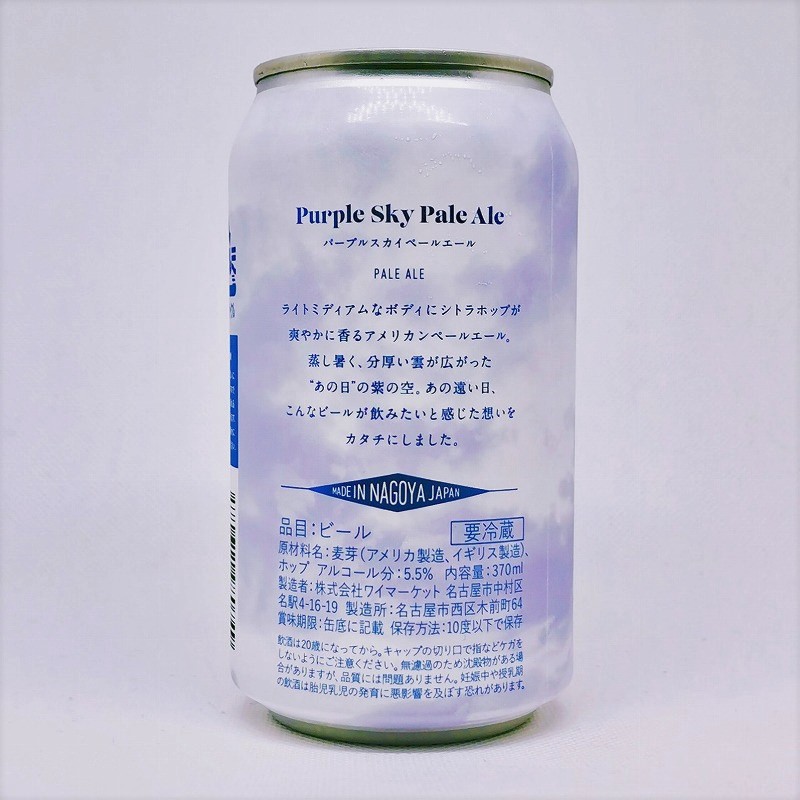 Purple Sky Pale Ale
パープルスカイペールエール
PALE ALE
ライトミディアムなボディにシトラホップが
爽やかに香るアメリカンペールエール。
蒸し暑く、分厚い雲が広がった
“あの日”の紫の空。あの遠い日、
こんなビールが飲みたいと感じた想いを
カタチにしました。
MADE IN NAGOYA JAPAN
品目：ビール 要冷蔵
原材料名：麦芽（アメリカ製造、イギリス製造）、
ホップ アルコール分：5.5% 内容量：370ml
製造者：株式会社ワイマーケット 名古屋市中村区
名駅4-16-19 製造所：名古屋市西区木前町64
賞味期限：缶底に記載 保存方法：10度以下で保存
飲酒は20歳になってから。キャップの切り口で指などケガを
しないようにご注意ください。無濾過のため沈殿物がある場
合がありますが、品質には問題ありません。妊娠中や授乳期
の飲酒は胎児乳児の発育に悪影響を及ぼす恐れがあります。